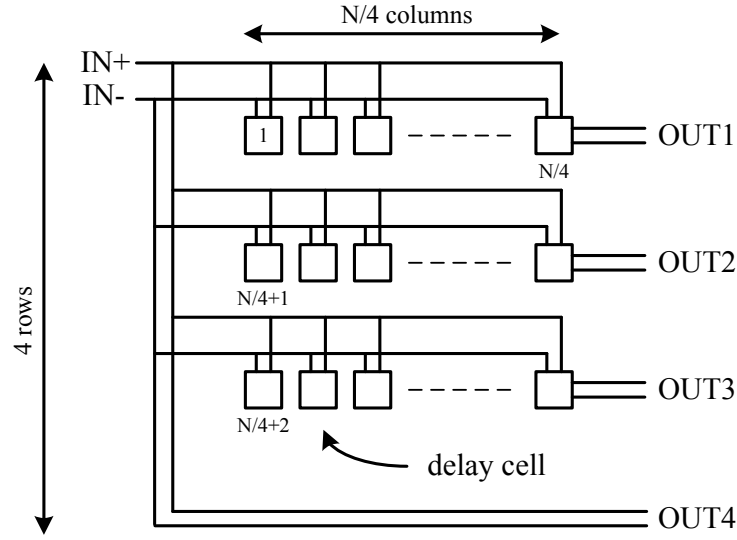 N/4 columns
IN+
IN-
1
OUT1
N/4
4 rows
OUT2
N/4+1
OUT3
N/4+2
delay cell
OUT4